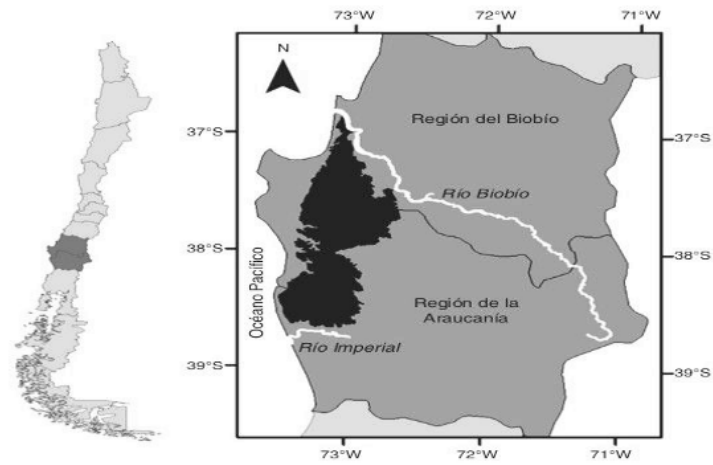 73°W
72°W
71°W
N
37°S
37°S
Región del Biobío
Río Biobío
38°S
38°S
Océano Pacífico
Región de la
Araucanía
Río Imperial
39°S
39°S
73°W
72°W
71°W